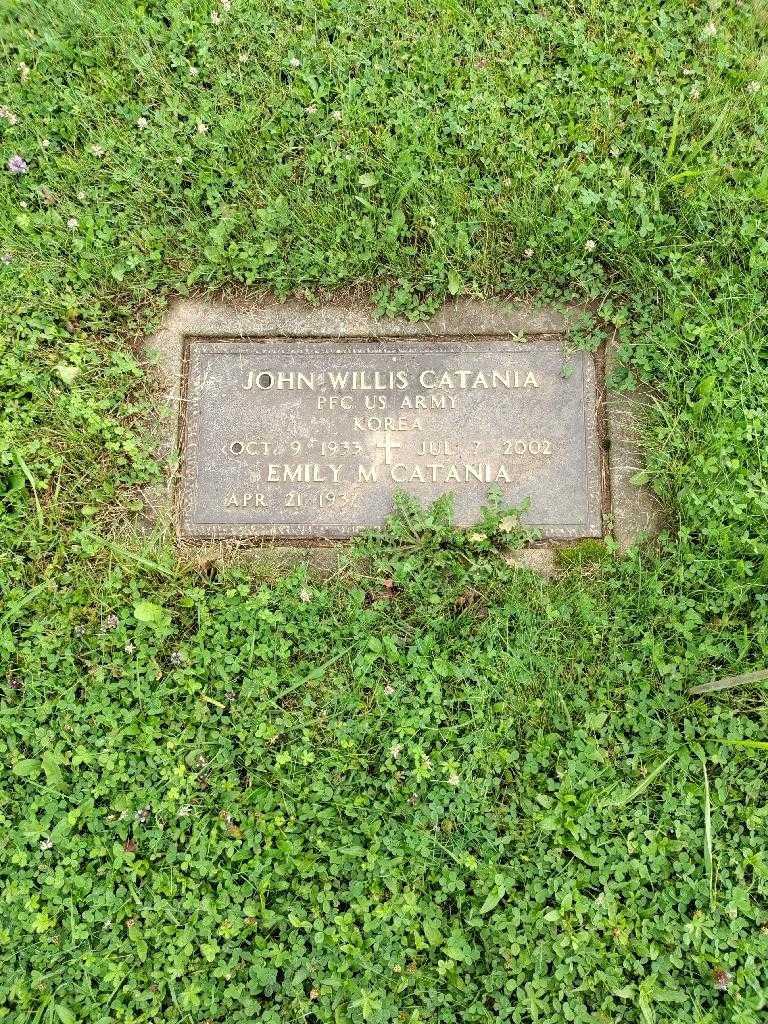 JOHN WILLIS CATANIA
PFC US ARMY
KOREA
OCT 9 1933 JUL 7 2002
EMILY M CATANIA
APR 21